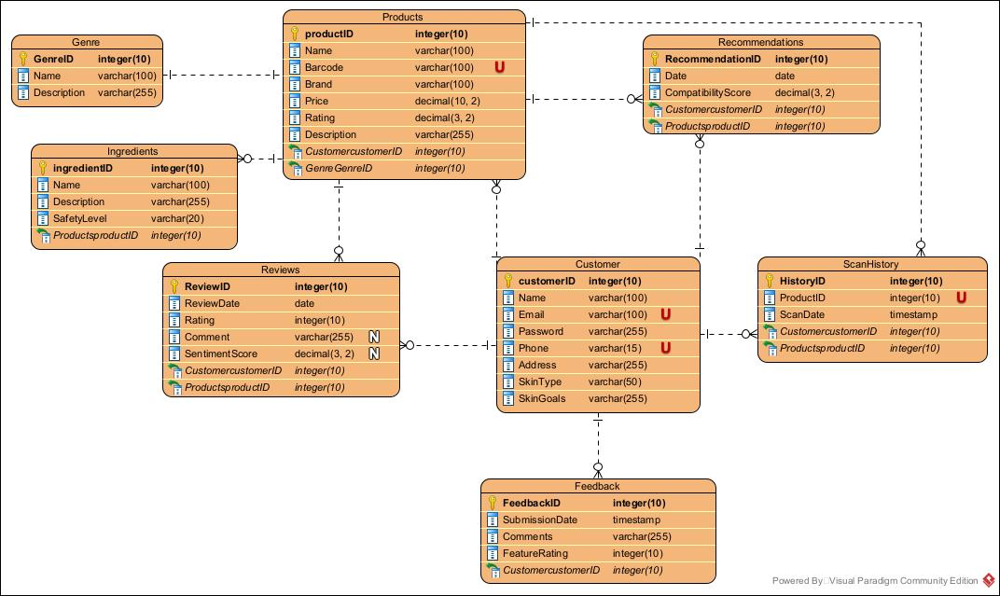 Products
productID integer(10)
Name varchar(100)
Barcode varchar(100) U
Brand varchar(100)
Price decimal(10, 2)
Rating decimal(3, 2)
Description varchar(255)
CustomercustomerID integer(10)
GenreGenreID integer(10)
Genre
GenreID integer(10)
Name varchar(100)
Description varchar(255)
Recommendations
RecommendationID integer(10)
Date date
CompatibilityScore decimal(3, 2)
CustomercustomerID integer(10)
ProductsproductID integer(10)
Ingredients
ingredientID integer(10)
Name varchar(100)
Description varchar(255)
SafetyLevel varchar(20)
ProductsproductID integer(10)
Reviews
ReviewID integer(10)
ReviewDate date
Rating integer(10)
Comment varchar(255) N
SentimentScore decimal(3, 2) N
CustomercustomerID integer(10)
ProductsproductID integer(10)
Customer
customerID integer(10)
Name varchar(100)
Email varchar(100) U
Password varchar(255)
Phone varchar(15) U
Address varchar(255)
SkinType varchar(50)
SkinGoals varchar(255)
ScanHistory
HistoryID integer(10)
ProductID integer(10) U
ScanDate timestamp
CustomercustomerID integer(10)
ProductsproductID integer(10)
Feedback
FeedbackID integer(10)
SubmissionDate timestamp
Comments varchar(255)
FeatureRating integer(10)
CustomercustomerID integer(10)
Powered By Visual Paradigm Community Edition